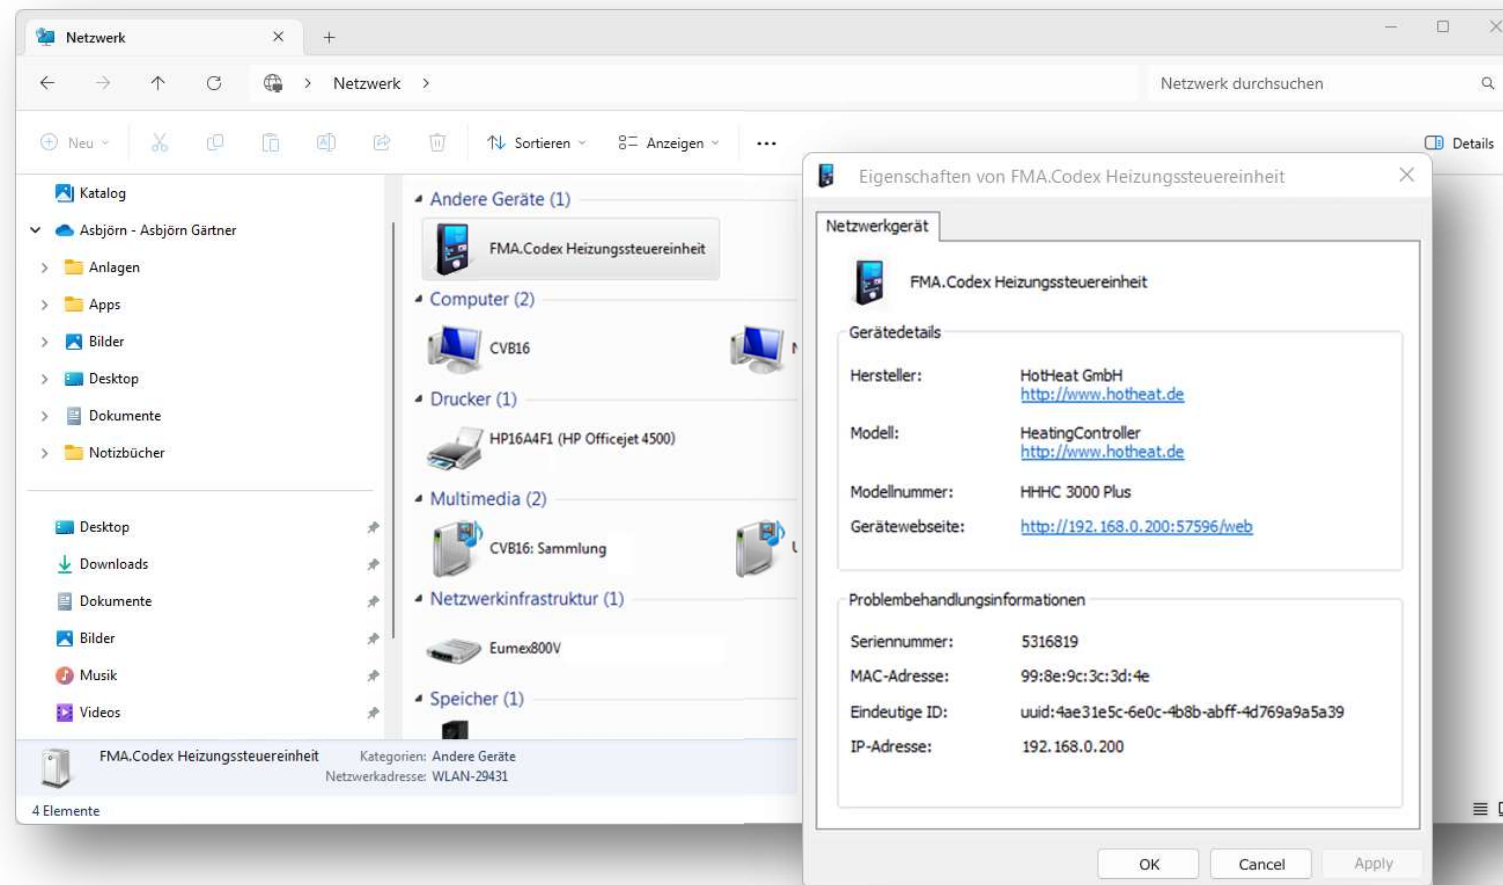 Netzwerk
Netzwerk
Netzwerk durchsuchen
Neu
Sortieren
Anzeigen
Details
Katalog
Asbjörn - Asbjörn Gärtner
Anlagen
Apps
Bilder
Desktop
Dokumente
Notizbücher
Desktop
Downloads
Dokumente
Bilder
Musik
Videos
Andere Geräte (1)
FMA.Codex Heizungssteuereinheit
Computer (2)
CVB16
Drucker (1)
HP16A4F1 (HP Officejet 4500)
Multimedia (2)
CVB16: Sammlung
Netzwerkinfrastruktur (1)
Eumex800V
Speicher (1)
FMA.Codex Heizungssteuereinheit
Kategorien: Andere Geräte
Netzwerkadresse: WLAN-29431
4 Elemente
Eigenschaften von FMA.Codex Heizungssteuereinheit
Netzwerkgerät
FMA.Codex Heizungssteuereinheit
Gerätedetails
Hersteller: HotHeat GmbH
http://www.hotheat.de
Modell: HeatingController
http://www.hotheat.de
Modellnummer: HHHC 3000 Plus
Gerätewebseite: http://192.168.0.200:57596/web
Problembehandlungsinformationen
Seriennummer: 5316819
MAC-Adresse: 99:8e:9c:3c:3d:4e
Eindeutige ID: uuid:4ae31e5c-6e0c-4b8b-abff-4d769a9a5a39
IP-Adresse: 192.168.0.200
OK Cancel Apply